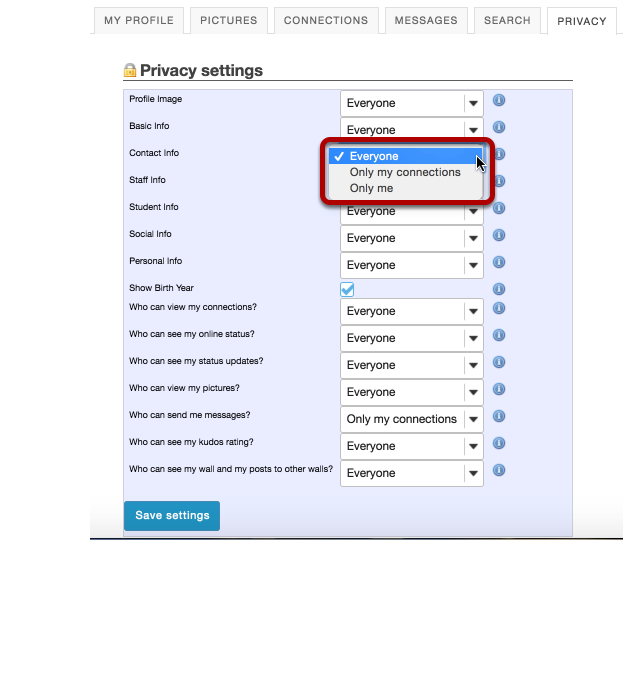 MY PROFILE PICTURES CONNECTIONS MESSAGES SEARCH PRIVACY
Privacy settings
Profile Image Everyone
Basic Info Everyone
Contact Info Everyone
Only my connections
Staff Info Only me
Student Info Everyone
Social Info Everyone
Personal Info Everyone
Show Birth Year
Who can view my connections? Everyone
Who can see my online status? Everyone
Who can see my status updates? Everyone
Who can view my pictures? Everyone
Who can send me messages? Only my connections
Who can see my kudos rating? Everyone
Who can see my wall and my posts to other walls? Everyone
Save settings